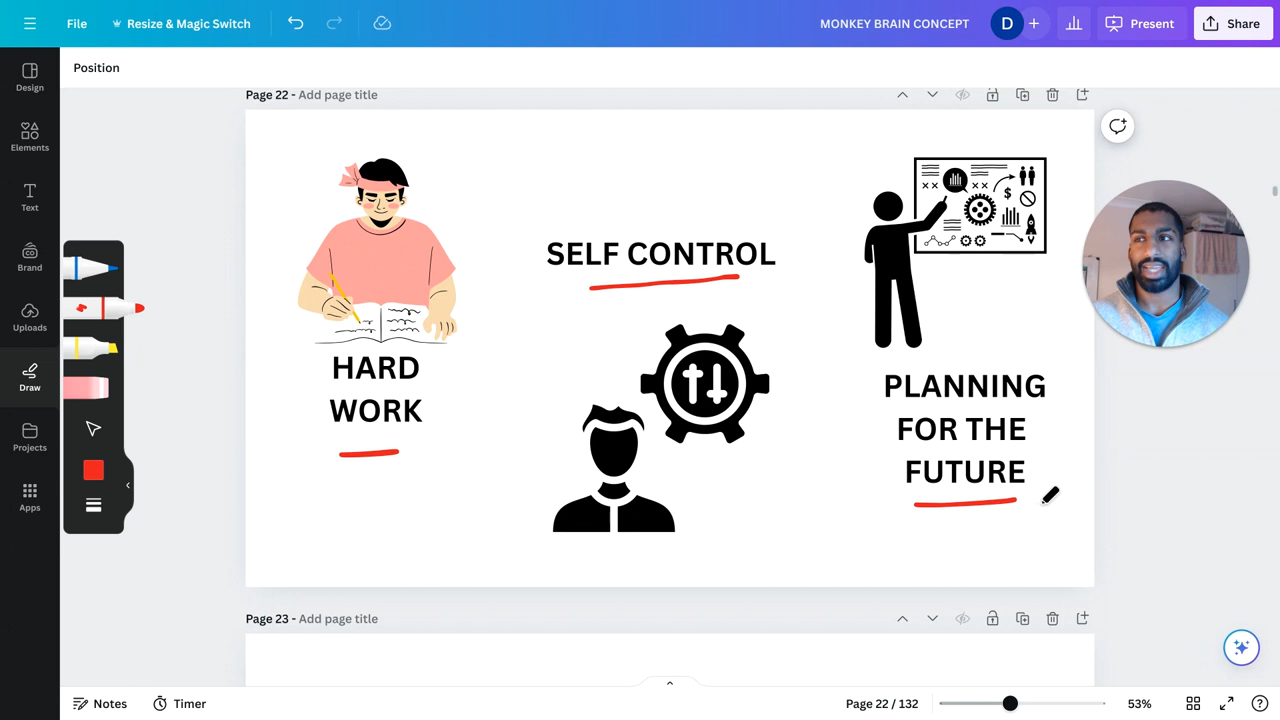 File
Resize & Magic Switch
MONKEY BRAIN CONCEPT
D
Present
Share
Position
Design
Elements
Text
Brand
Uploads
Draw
Projects
Apps
Page 22 - Add page title
SELF CONTROL
HARD
WORK
PLANNING
FOR THE
FUTURE
Page 23 - Add page title
Notes
Timer
Page 22 / 132
53%